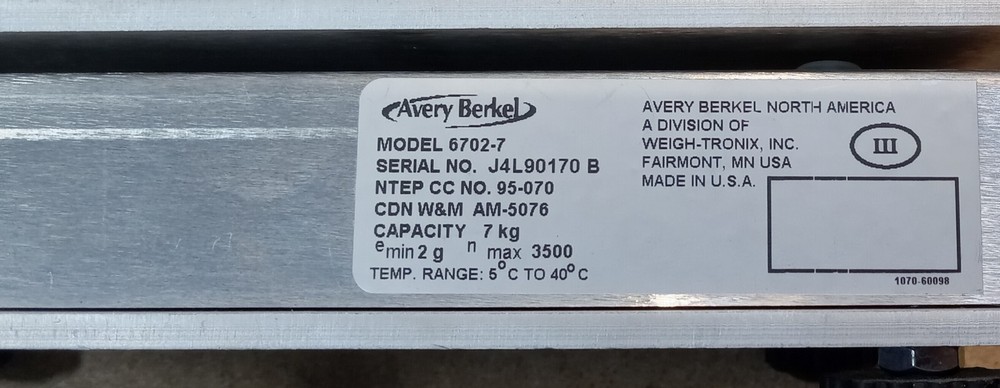 Avery Berkel
MODEL 6702-7
SERIAL NO. J4L90170 B
NTEP CC NO. 95-070
CDN W&M AM-5076
CAPACITY 7 kg
e min 2 g n max 3500
TEMP. RANGE: 5°C TO 40°C
AVERY BERKEL NORTH AMERICA
A DIVISION OF
WEIGH-TRONIX, INC.
FAIRMONT, MN USA
MADE IN U.S.A.
III
1070-60098